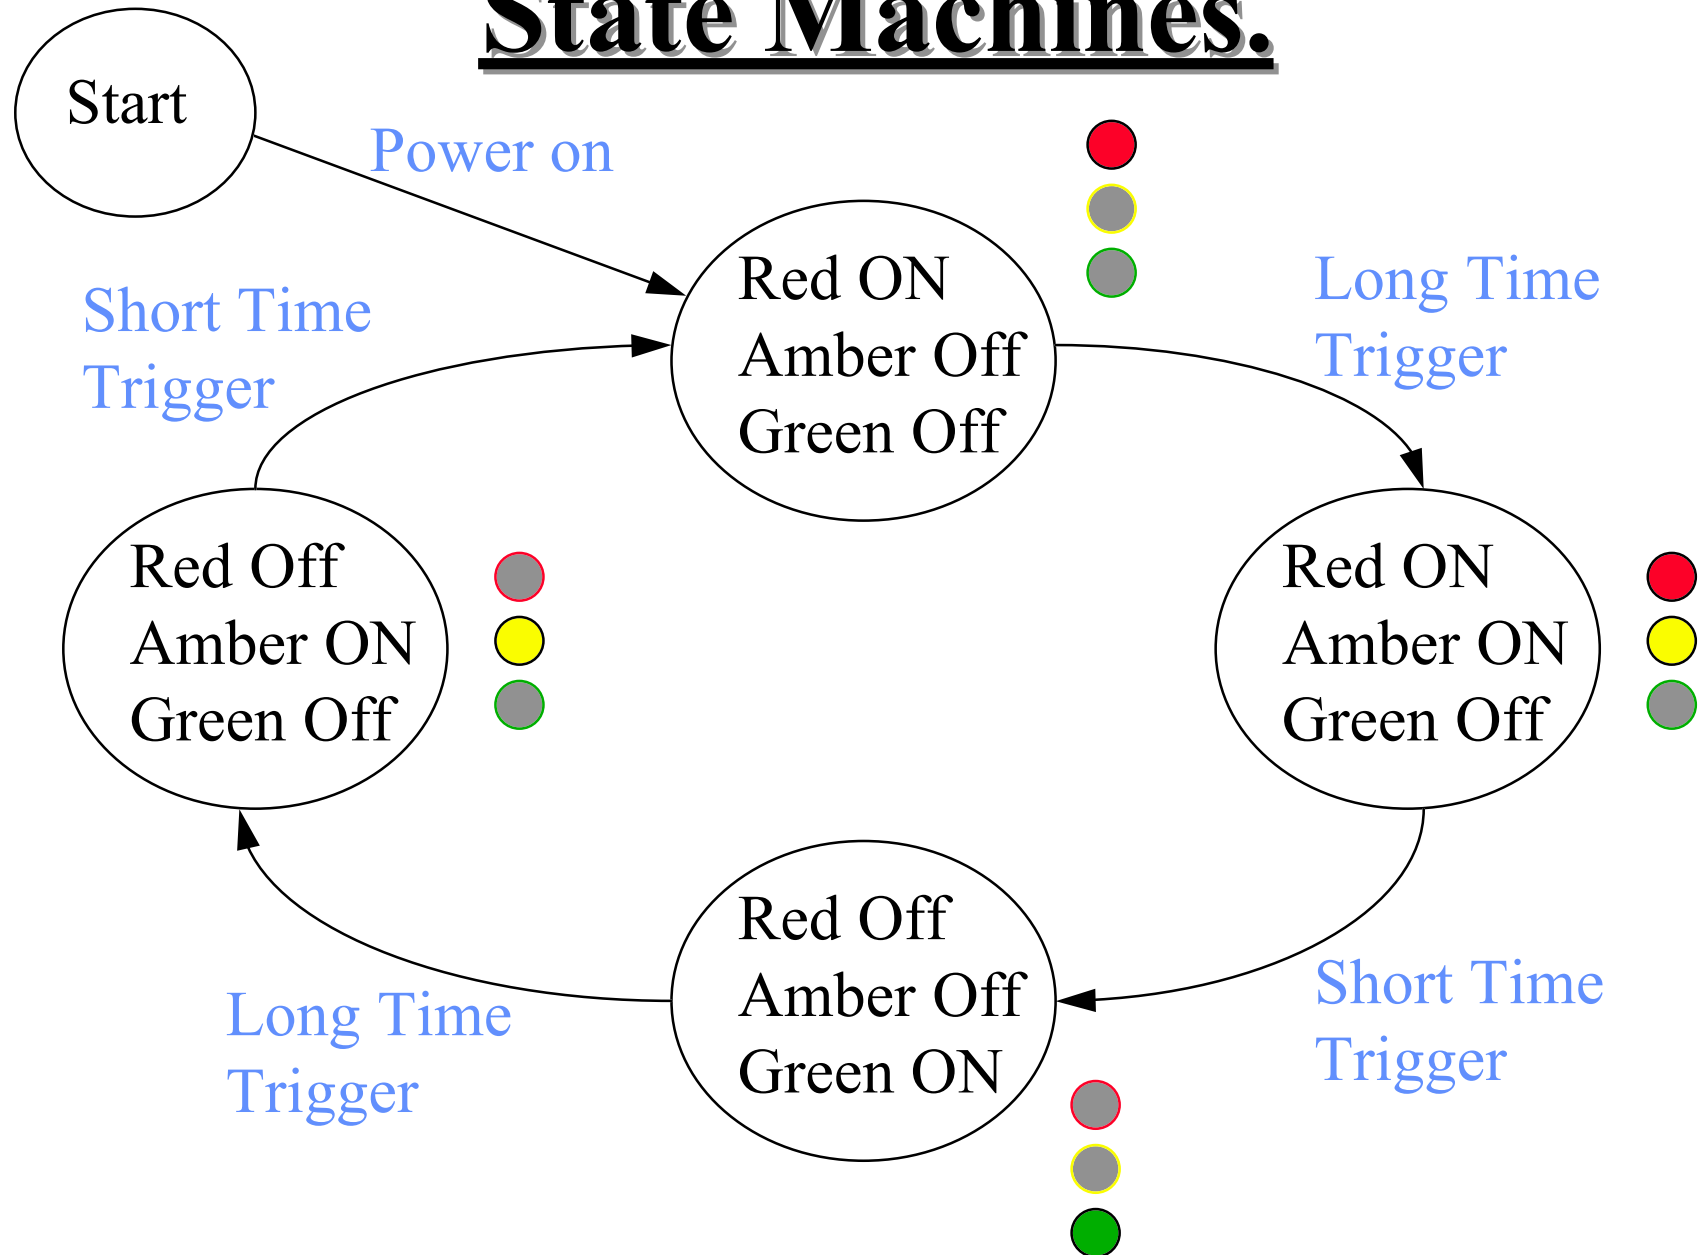 State Machines.
Start
Power on
Red ON
Amber Off
Green Off
Long Time
Trigger
Short Time
Trigger
Red Off
Amber ON
Green Off
Red ON
Amber ON
Green Off
Red Off
Amber Off
Green ON
Long Time
Trigger
Short Time
Trigger